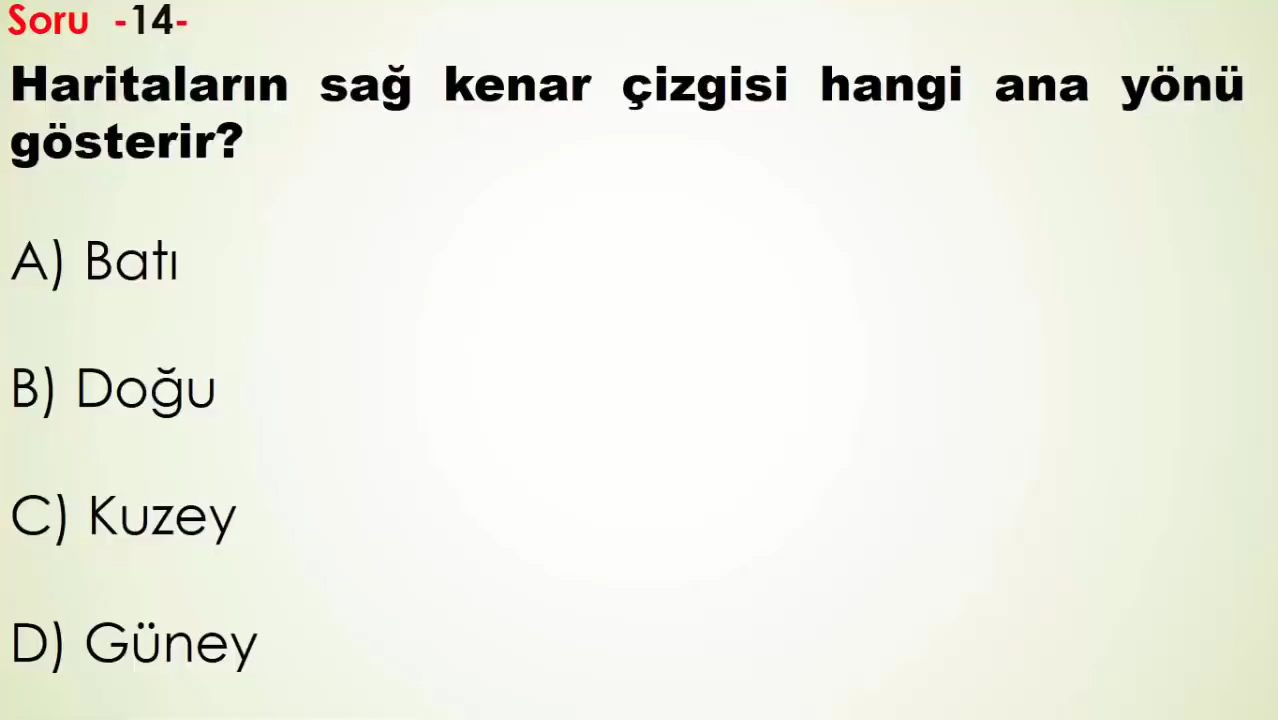 Soru -14-
Haritaların sağ kenar çizgisi hangi ana yönü
gösterir?
A) Batı
B) Doğu
C) Kuzey
D) Güney